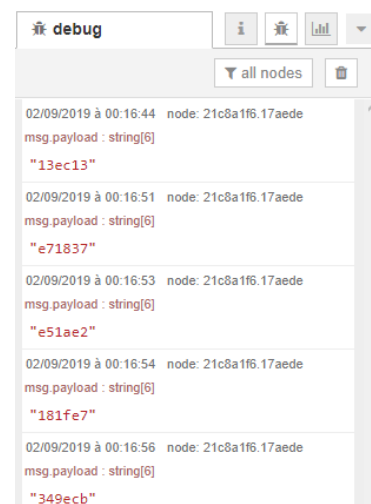 debug
i
all nodes
02/09/2019 à 00:16:44 node: 21c8a1f6.17aede
msg.payload : string[6]
"13ec13"
02/09/2019 à 00:16:51 node: 21c8a1f6.17aede
msg.payload : string[6]
"e71837"
02/09/2019 à 00:16:53 node: 21c8a1f6.17aede
msg.payload : string[6]
"e51ae2"
02/09/2019 à 00:16:54 node: 21c8a1f6.17aede
msg.payload : string[6]
"181fe7"
02/09/2019 à 00:16:56 node: 21c8a1f6.17aede
msg.payload : string[6]
"349ecb"